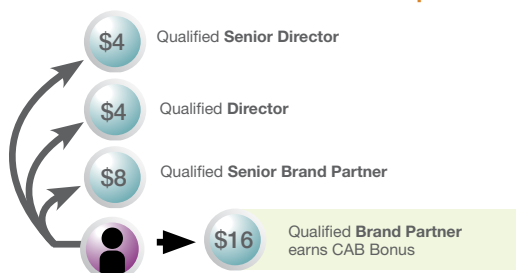 $4 Qualified Senior Director
$4 Qualified Director
$8 Qualified Senior Brand Partner
$16 Qualified Brand Partner
earns CAB Bonus